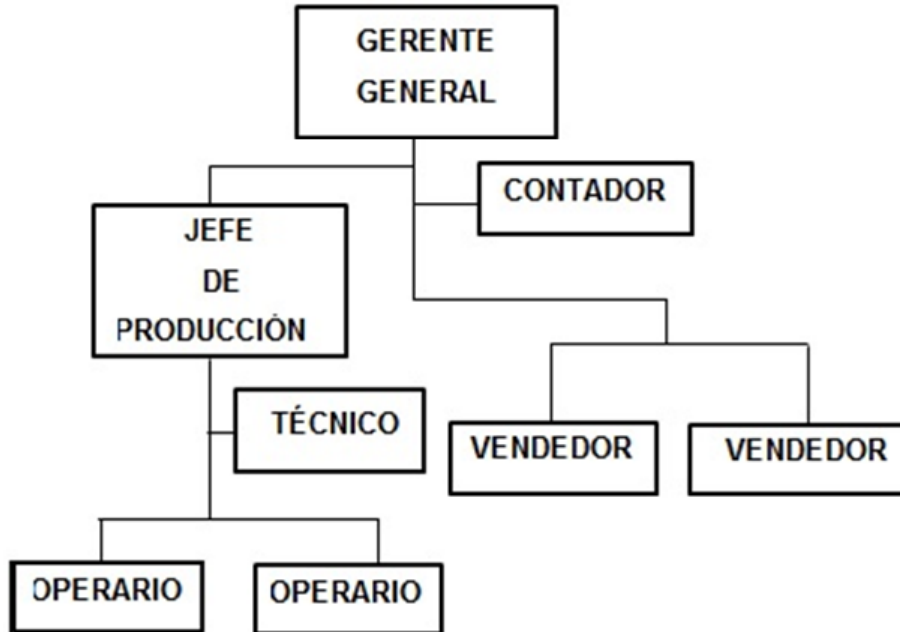 GERENTE
GENERAL
CONTADOR
JEFE
DE
PRODUCCIÓN
TÉCNICO
VENDEDOR
VENDEDOR
OPERARIO
OPERARIO